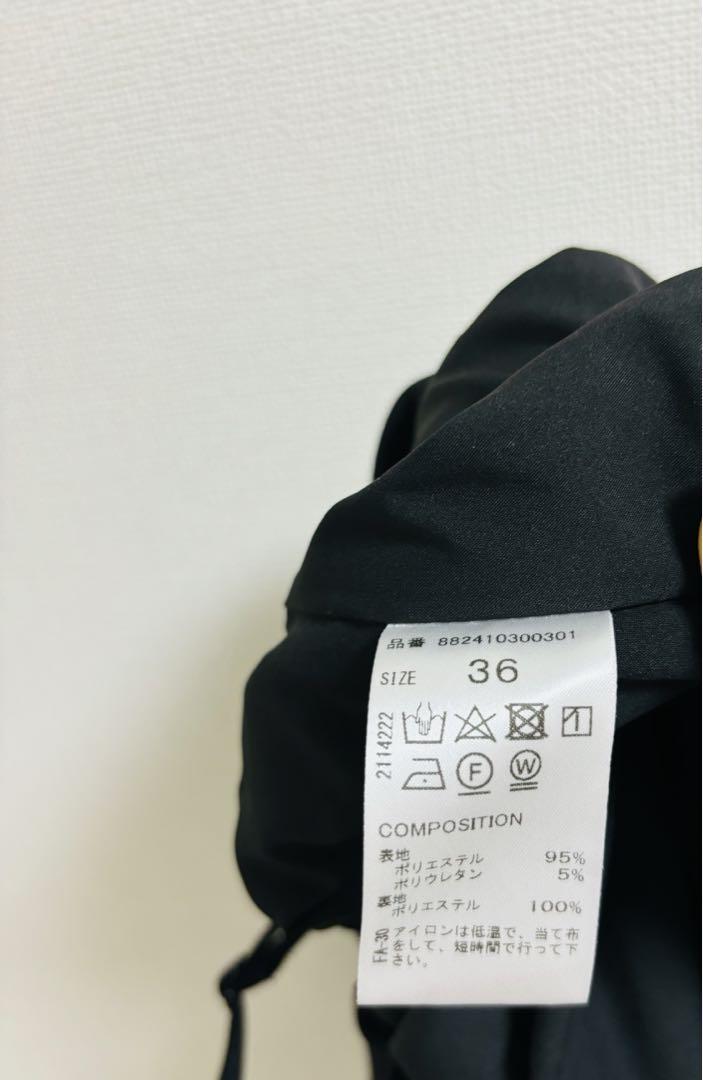 品番 882410300301
SIZE 36
2114222
F W
COMPOSITION
表地
ポリエステル 95%
ポリウレタン 5%
裏地
ポリエステル 100%
FA-30
アイロンは低温で、当て布
をして、短時間で行って下
さい。